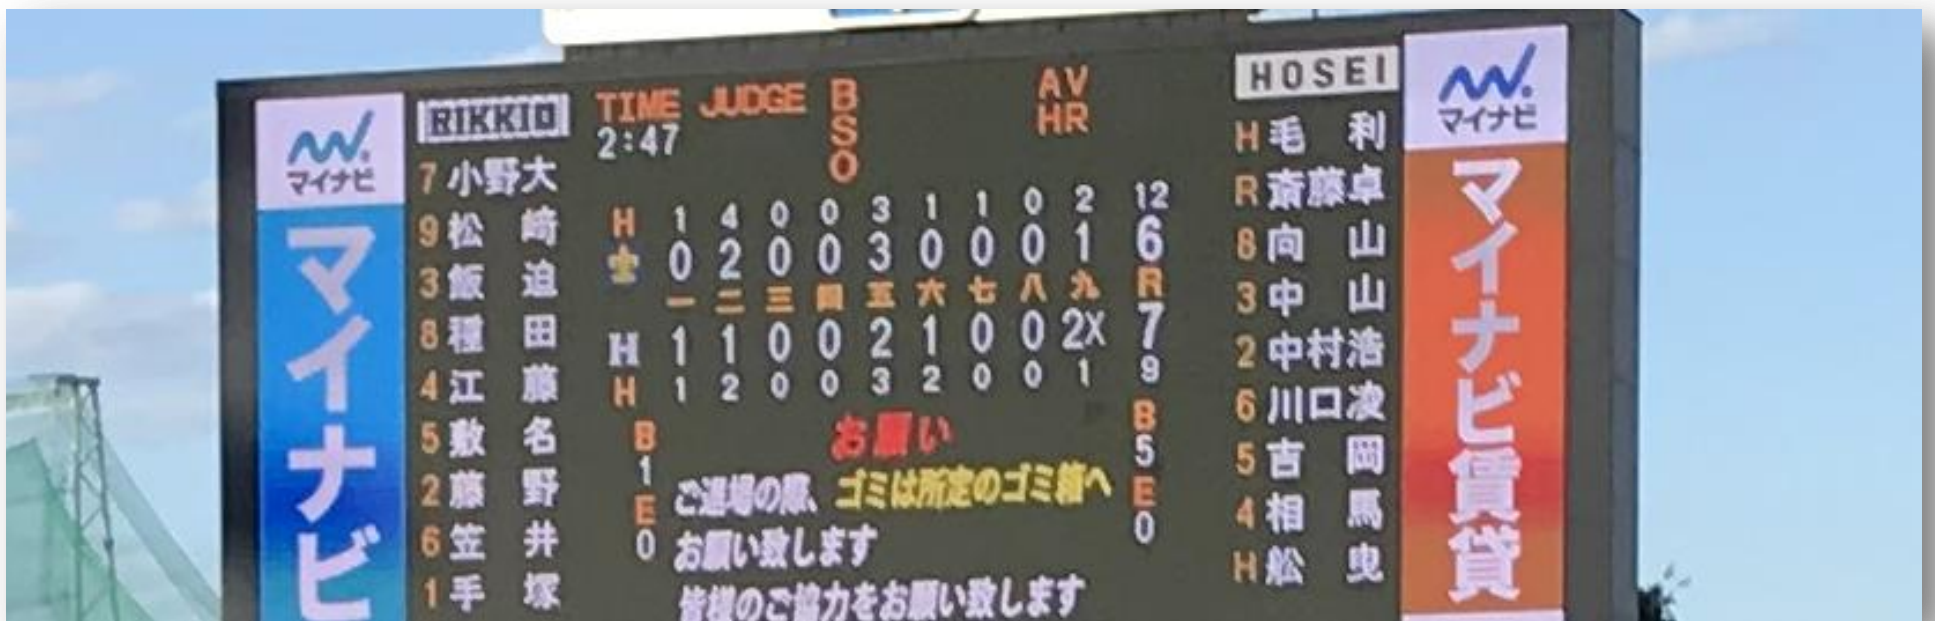 マイナビ
マイナビ
RIKKIO
7 小野大
9 松 崎
3 飯 迫
8 種 田
4 江 藤
5 敷 名
2 藤 野
6 笠 井
1 手 塚
TIME JUDGE B S O AV HR
2:47
H 1 4 0 0 3 1 1 0 2 12
0 2 0 0 3 0 0 0 1 6
一 二 三 四 五 六 七 八 九 R
H 1 1 0 0 2 1 0 0 2X 7
H 1 2 0 0 3 2 0 0 1 9
B 1 E 0
お願い
ご退場の際、ゴミは所定のゴミ箱へ
お願い致します
皆様のご協力をお願い致します
B 5 E 0
HOSEI
H 毛 利
R 斎藤卓
8 向 山
3 中 山
2 中村浩
6 川口凌
5 吉 岡
4 相 馬
H 舩 曳
マイナビ
マイナビ賃貸